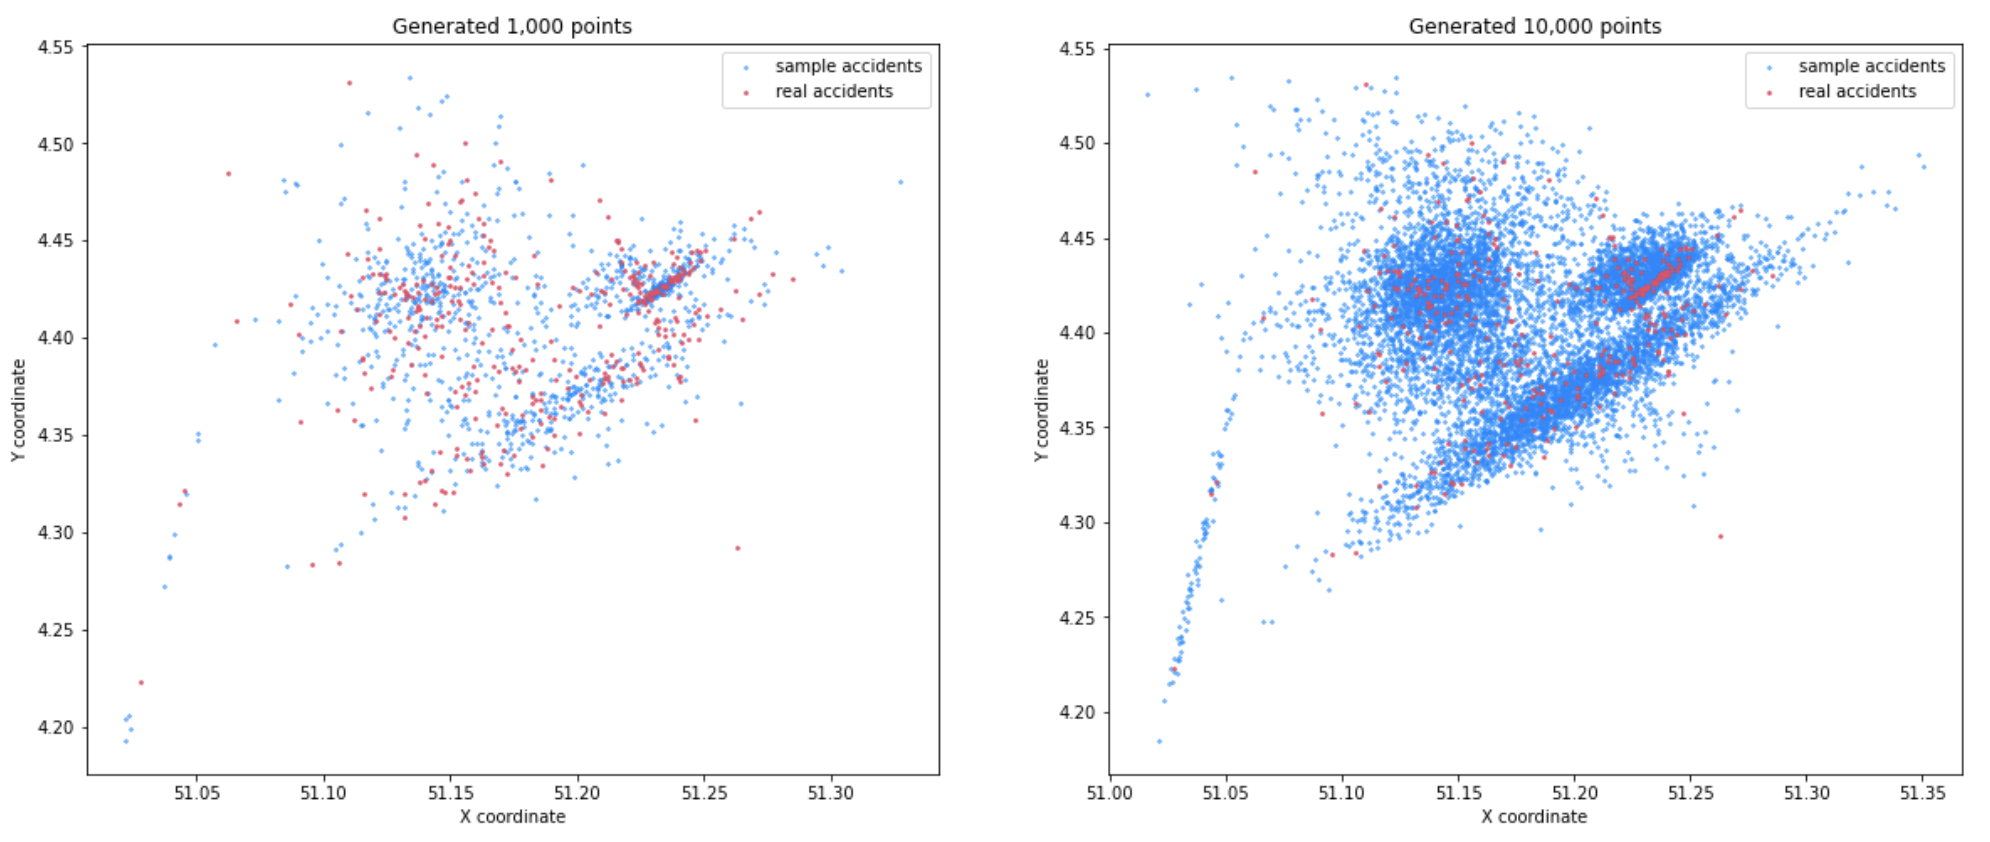 Generated 1,000 points
sample accidents
real accidents
4.55
4.50
4.45
4.40
4.35
4.30
4.25
4.20
Y coordinate
51.05 51.10 51.15 51.20 51.25 51.30
X coordinate
Generated 10,000 points
sample accidents
real accidents
4.55
4.50
4.45
4.40
4.35
4.30
4.25
4.20
Y coordinate
51.00 51.05 51.10 51.15 51.20 51.25 51.30 51.35
X coordinate